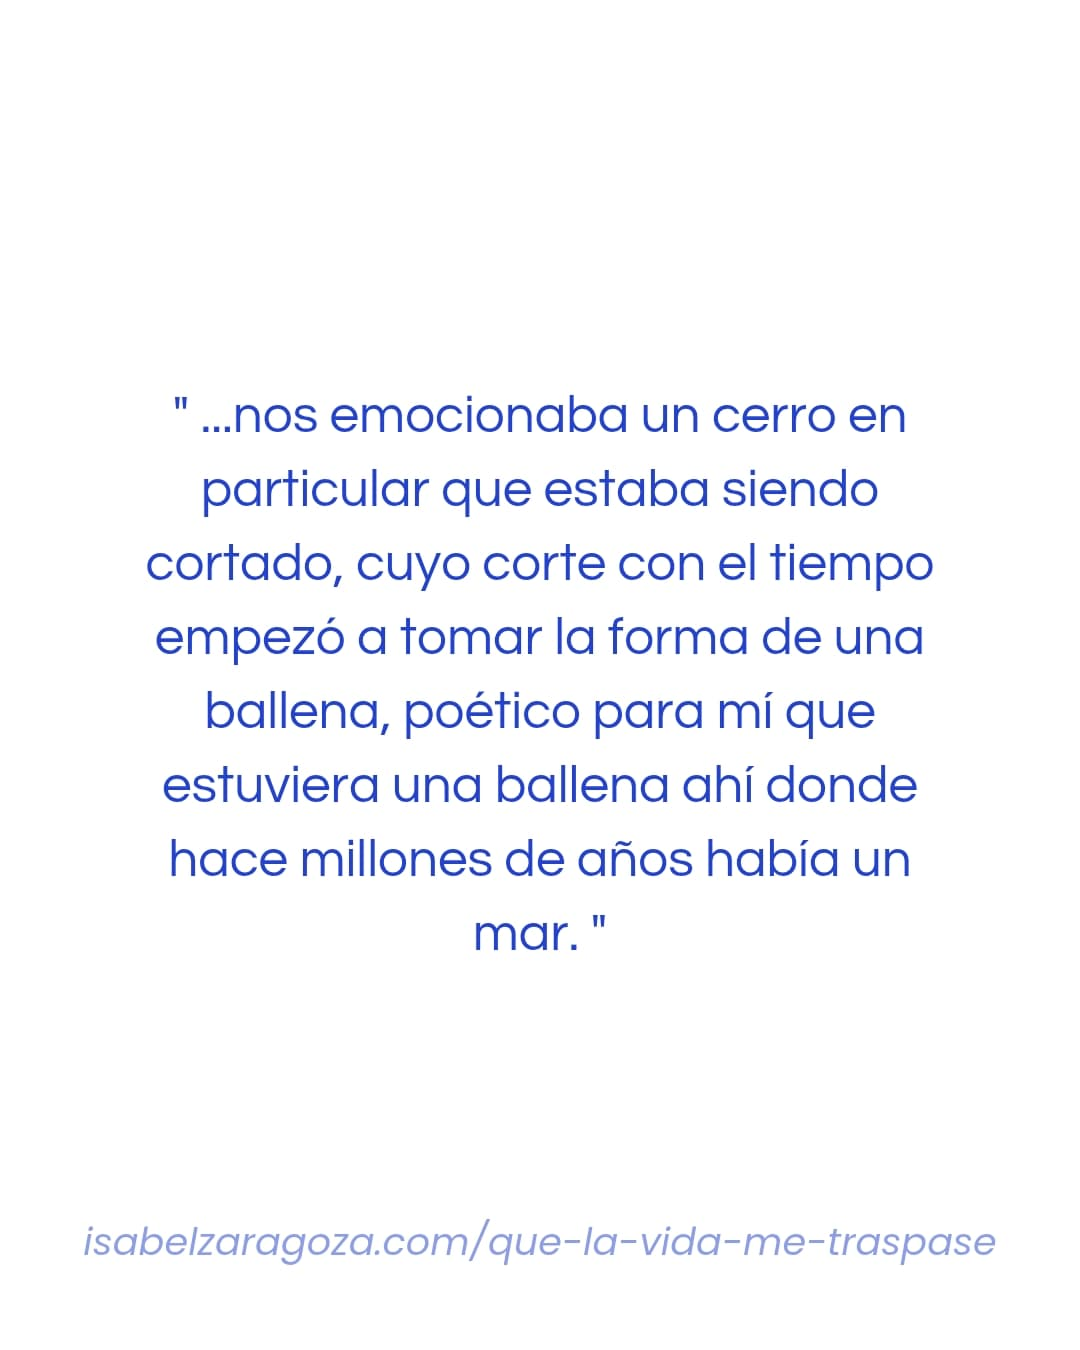 " ...nos emocionaba un cerro en
particular que estaba siendo
cortado, cuyo corte con el tiempo
empezó a tomar la forma de una
ballena, poético para mí que
estuviera una ballena ahí donde
hace millones de años había un
mar. "
isabelzaragoza.com/que-la-vida-me-traspase